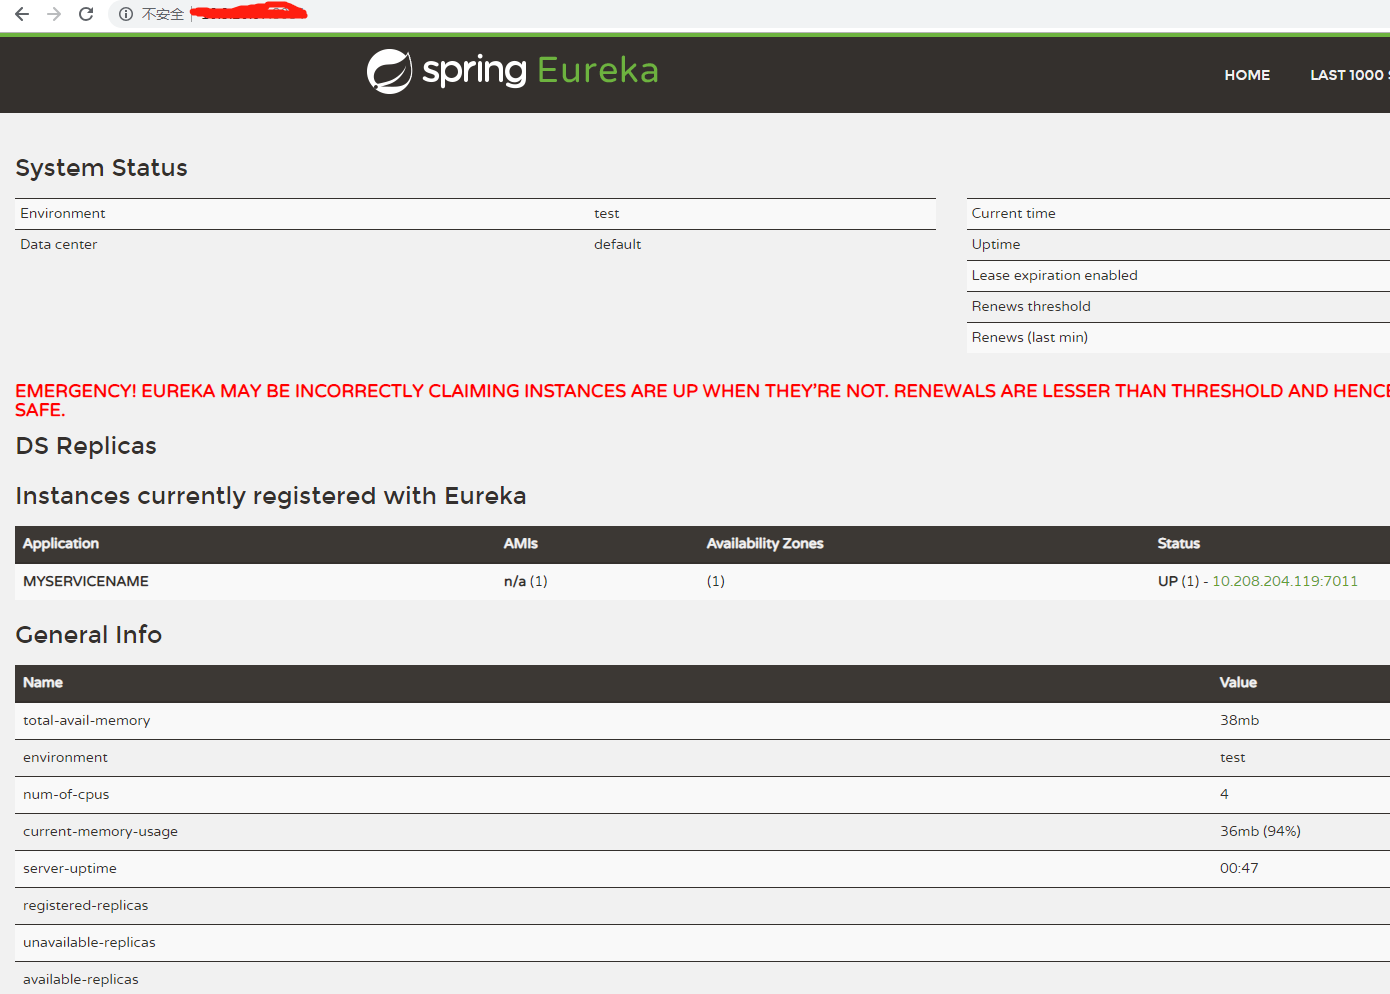 不安全
spring Eureka
HOME
LAST 1000
System Status
Environment test
Data center default
Current time
Uptime
Lease expiration enabled
Renews threshold
Renews (last min)
EMERGENCY! EUREKA MAY BE INCORRECTLY CLAIMING INSTANCES ARE UP WHEN THEY'RE NOT. RENEWALS ARE LESSER THAN THRESHOLD AND HENCE
SAFE.
DS Replicas
Instances currently registered with Eureka
Application AMIs Availability Zones Status
MYSERVICENAME n/a (1) (1) UP (1) - 10.208.204.119:7011
General Info
Name Value
total-avail-memory 38mb
environment test
num-of-cpus 4
current-memory-usage 36mb (94%)
server-uptime 00:47
registered-replicas
unavailable-replicas
available-replicas